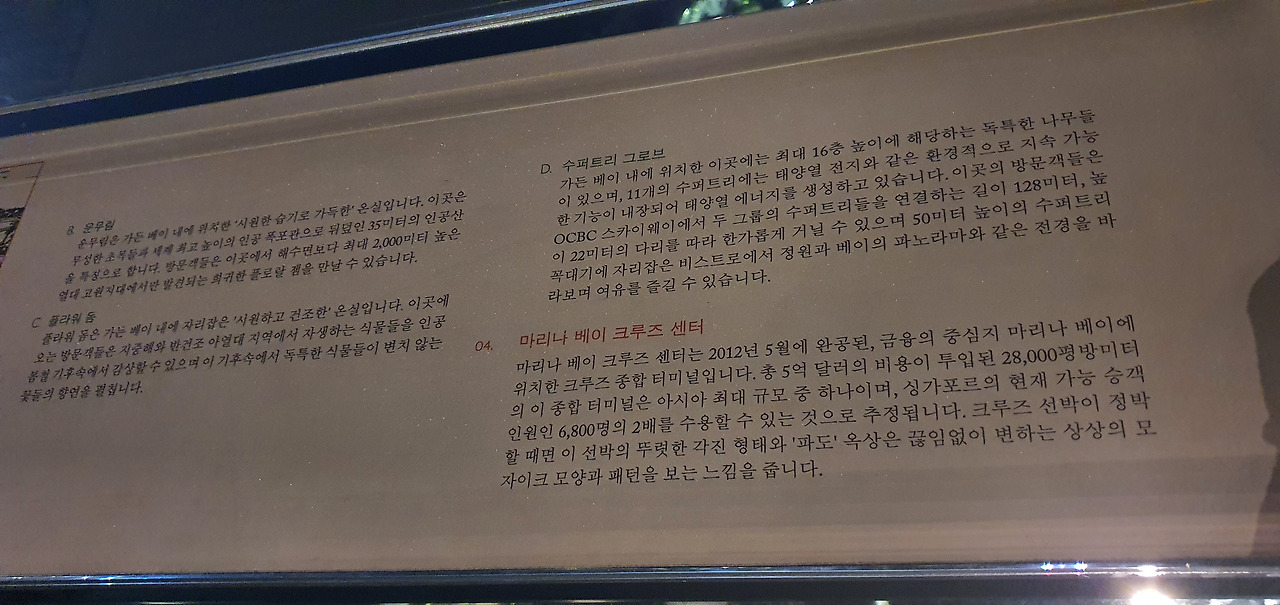 B. 운무림
운무림은 가든 베이 내에 위치한 '시원한 습기로 가득한' 온실입니다. 이곳은
무성한 초목들과 세계 최고 높이의 인공 폭포관으로 뒤덮인 35미터의 인공산
을 특징으로 합니다. 방문객들은 이곳에서 해수면보다 최대 2,000미터 높은
열대 고원지대에서만 발견되는 희귀한 플로랄 젬을 만날 수 있습니다.
C. 플라워 돔
플라워 돔은 가든 베이 내에 자리잡은 '시원하고 건조한' 온실입니다. 이곳에
오는 방문객들은 지중해와 반건조 아열대 지역에서 자생하는 식물들을 인공
봄철 기후속에서 감상할 수 있으며 이 기후속에서 독특한 식물들이 변치 않는
꽃들의 향연을 펼칩니다.
D. 수퍼트리 그로브
가든 베이 내에 위치한 이곳에는 최대 16층 높이에 해당하는 독특한 나무들
이 있으며, 11개의 수퍼트리에는 태양열 전지와 같은 환경적으로 지속 가능
한 기능이 내장되어 태양열 에너지를 생성하고 있습니다. 이곳의 방문객들은
OCBC 스카이웨이에서 두 그룹의 수퍼트리들을 연결하는 길이 128미터, 높
이 22미터의 다리를 따라 한가롭게 거닐 수 있으며 50미터 높이의 수퍼트리
꼭대기에 자리잡은 비스트로에서 정원과 베이의 파노라마와 같은 전경을 바
라보며 여유를 즐길 수 있습니다.
04. 마리나 베이 크루즈 센터
마리나 베이 크루즈 센터는 2012년 5월에 완공된, 금융의 중심지 마리나 베이에
위치한 크루즈 종합 터미널입니다. 총 5억 달러의 비용이 투입된 28,000평방미터
의 이 종합 터미널은 아시아 최대 규모 중 하나이며, 싱가포르의 현재 가능 승객
인원인 6,800명의 2배를 수용할 수 있는 것으로 추정됩니다. 크루즈 선박이 정박
할 때면 이 선박의 뚜렷한 각진 형태와 '파도' 옥상은 끊임없이 변하는 상상의 모
자이크 모양과 패턴을 보는 느낌을 줍니다.